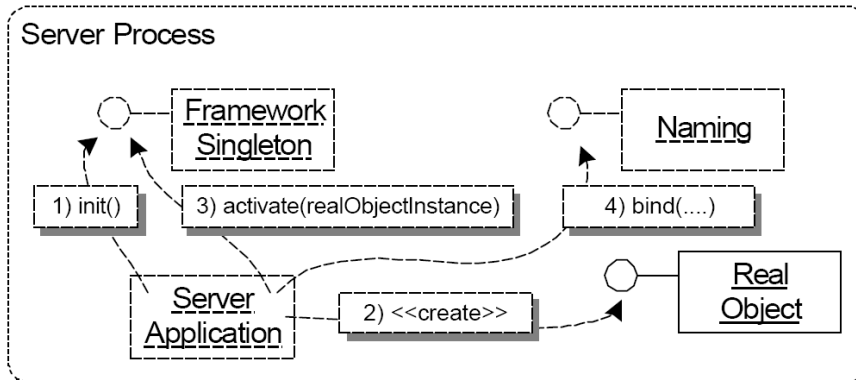 Server Process
Framework
Singleton
Naming
1) init()
3) activate(realObjectInstance)
4) bind(....)
Server
Application
2) <<create>>
Real
Object